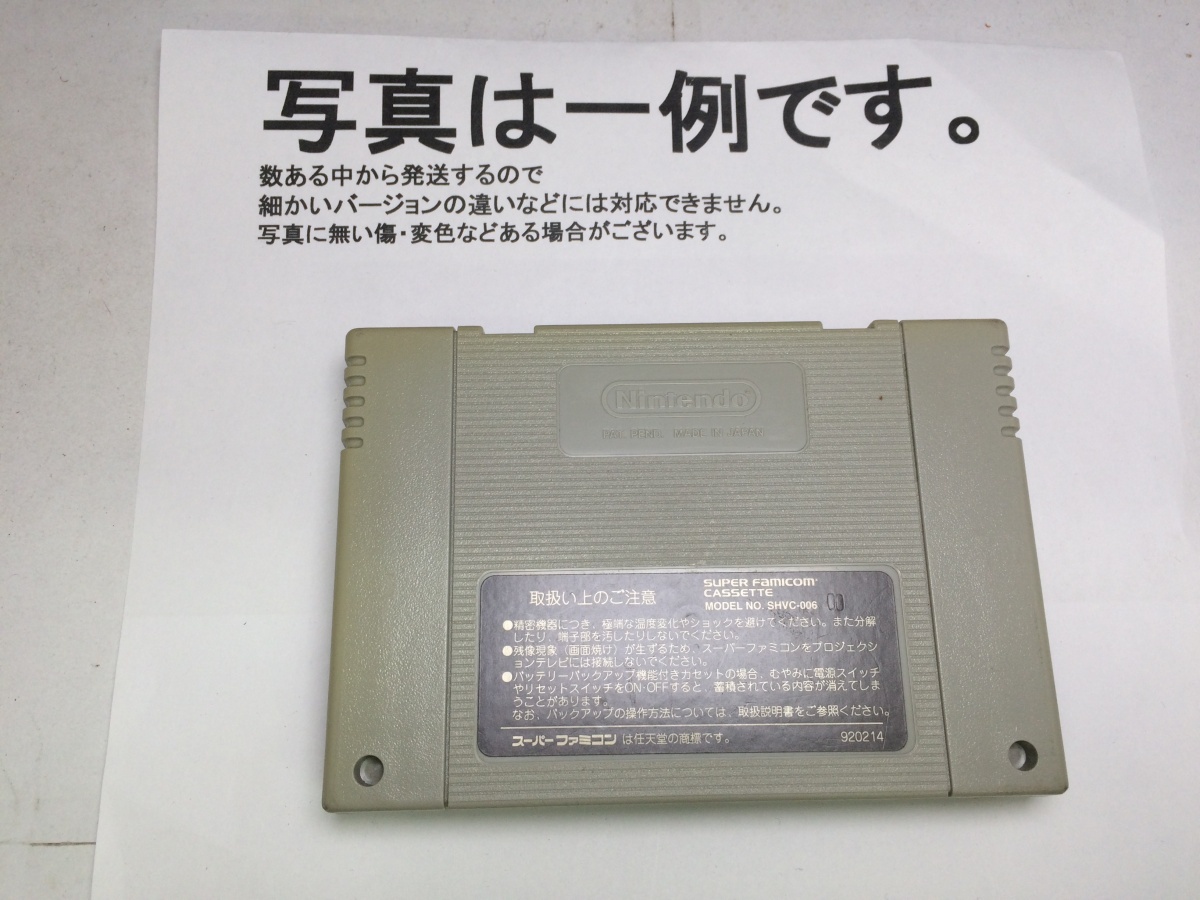 写真は一例です。
数ある中から発送するので
細かいバージョンの違いなどには対応できません。
写真に無い傷・変色などある場合がございます。
Nintendo
PAT. PEND. MADE IN JAPAN
取扱い上のご注意
SUPER FAMICOM
CASSETTE
MODEL NO. SHVC-006
●精密機器につき、極端な温度変化やショックを避けてください。また分解
したり、端子部を汚したりしないでください。
●残像現象（画面焼け）が生ずるため、スーパーファミコンをプロジェクシ
ョンテレビには接続しないでください。
●バッテリーバックアップ機能付きカセットの場合、むやみに電源スイッチ
やリセットスイッチをON・OFFすると、蓄積されている内容が消えてしま
うことがあります。
なお、バックアップの操作方法については、取扱説明書をご参照ください。
スーパーファミコンは任天堂の商標です。
920214